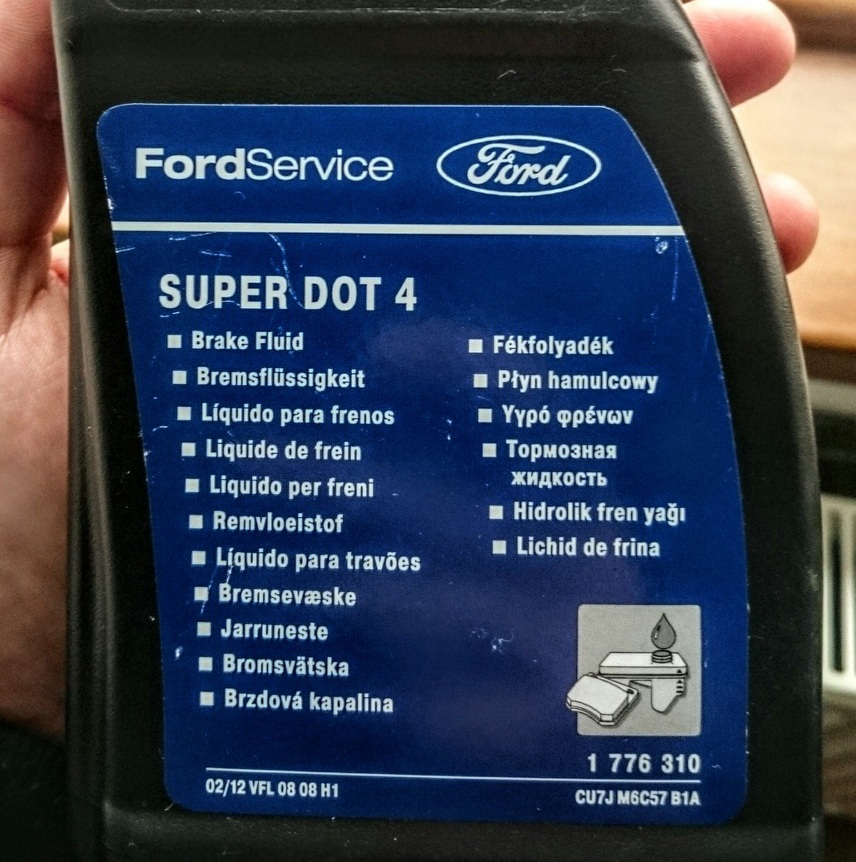 FordService Ford
SUPER DOT 4
Brake Fluid
Bremsflüssigkeit
Líquido para frenos
Liquide de frein
Liquido per freni
Remvloeistof
Líquido para travões
Bremsevæske
Jarruneste
Bromsvätska
Brzdová kapalina
Fékfolyadék
Płyn hamulcowy
Υγρό φρένων
Тормозная
жидкость
Hidrolik fren yağı
Lichid de frina
1 776 310
02/12 VFL 08 08 H1
CU7J M6C57 B1A